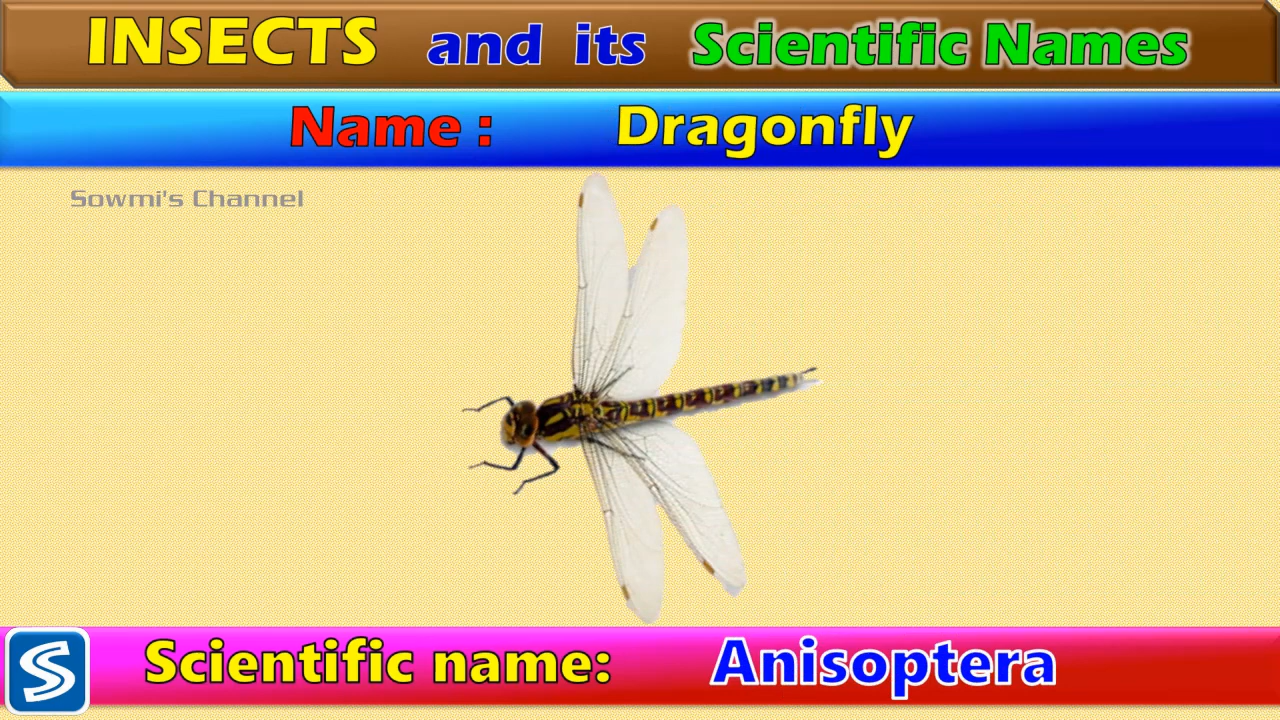 INSECTS and its Scientific Names
Name : Dragonfly
Sowmi's Channel
S Scientific name: Anisoptera